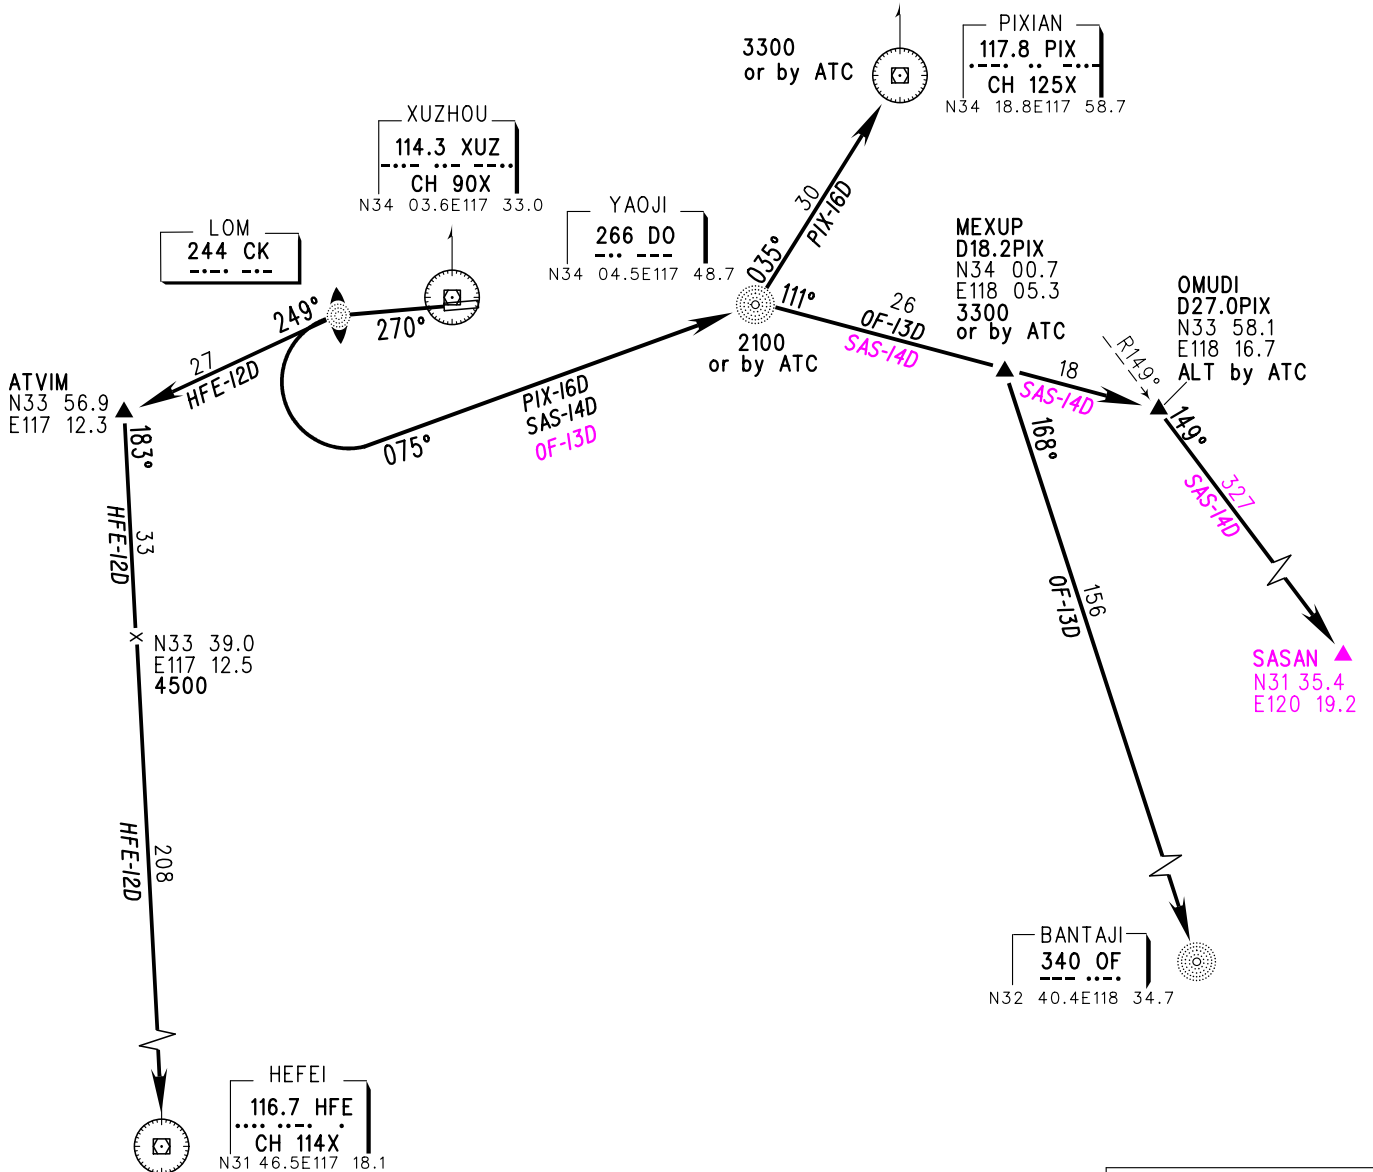 PIXIAN
117.8 PIX
CH 125X
N34 18.8E117 58.7
3300
or by ATC
XUZHOU
114.3 XUZ
CH 90X
N34 03.6E117 33.0
LOM
244 CK
YAOJI
266 DO
N34 04.5E117 48.7
30
PIX-16D
035°
111°
2100
or by ATC
26
OF-13D
SAS-14D
MEXUP
D18.2PIX
N34 00.7
E118 05.3
3300
or by ATC
OMUDI
D27.0PIX
N33 58.1
E118 16.7
ALT by ATC
R149°
18
SAS-14D
149°
327
SAS-14D
SASAN
N31 35.4
E120 19.2
168°
156
OF-13D
BANTAJI
340 OF
N32 40.4E118 34.7
249°
270°
27
HFE-12D
075°
PIX-16D
SAS-14D
OF-13D
ATVIM
N33 56.9
E117 12.3
183°
33
HFE-12D
X
N33 39.0
E117 12.5
4500
208
HFE-12D
HEFEI
116.7 HFE
CH 114X
N31 46.5E117 18.1